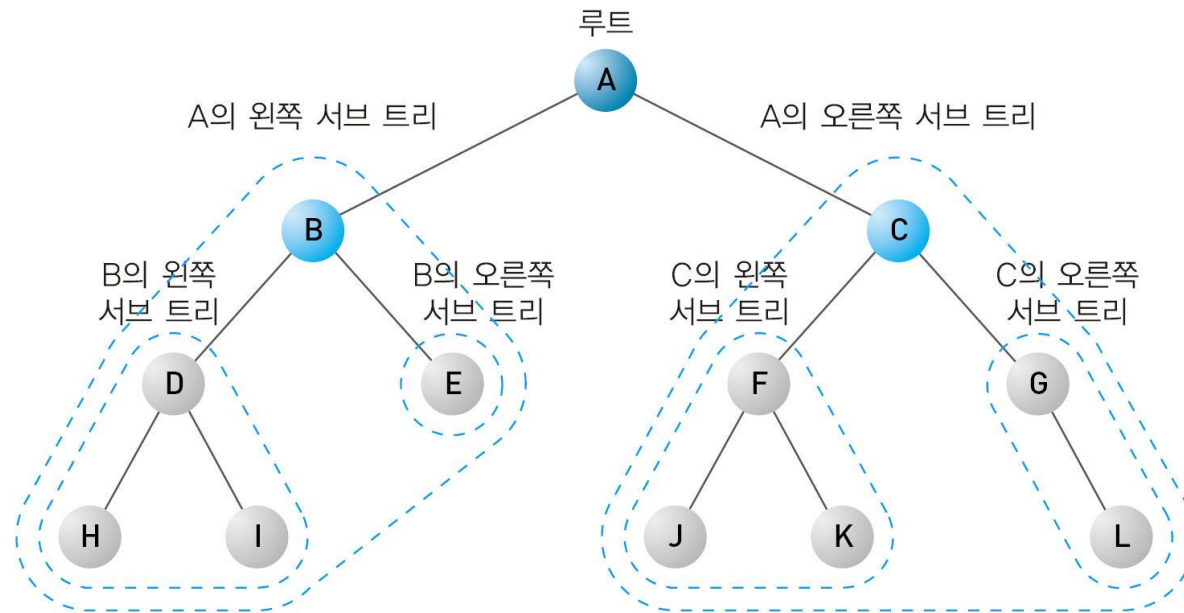 루트
A
A의 왼쪽 서브 트리
A의 오른쪽 서브 트리
B
C
B의 왼쪽
서브 트리
B의 오른쪽
서브 트리
C의 왼쪽
서브 트리
C의 오른쪽
서브 트리
D
E
F
G
H
I
J
K
L